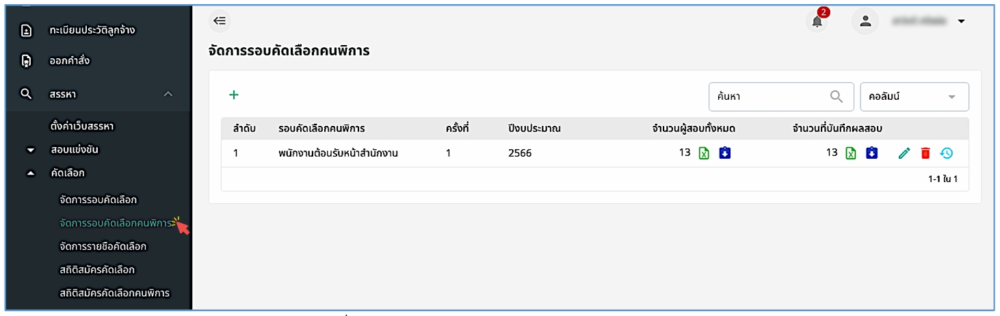 ทะเบียนประวัติลูกจ้าง
ออกคำสั่ง
สรรหา
ตั้งค่าเว็บสรรหา
สอบแข่งขัน
คัดเลือก
จัดการรอบคัดเลือก
จัดการรอบคัดเลือกคนพิการ
จัดการรายชื่อคัดเลือก
สถิติสมัครคัดเลือก
สถิติสมัครคัดเลือกคนพิการ
2
จัดการรอบคัดเลือกคนพิการ
ค้นหา คอลัมน์
ลำดับ รอบคัดเลือกคนพิการ ครั้งที่ ปีงบประมาณ จำนวนผู้สอบทั้งหมด จำนวนที่บันทึกผลสอบ
1 พนักงานต้อนรับหน้าสำนักงาน 1 2566 13 13
1-1 ใน 1